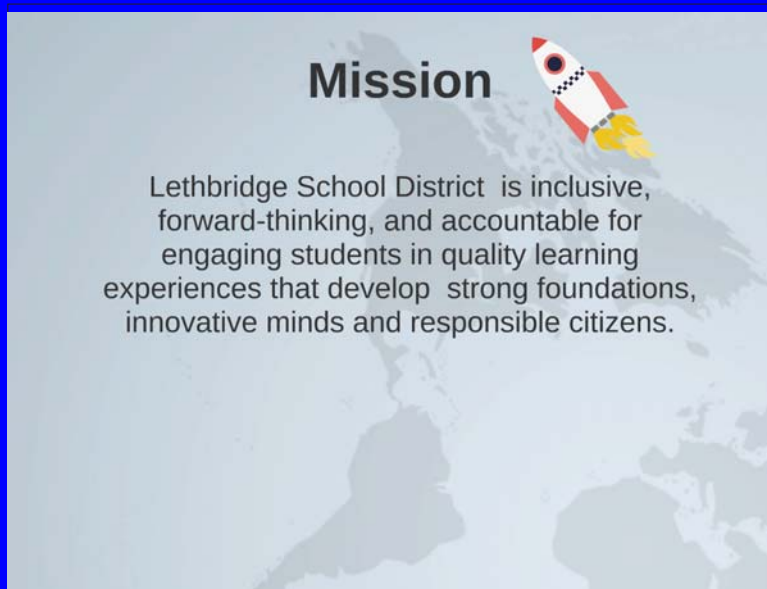 Mission
Lethbridge School District  is inclusive,
forward-thinking, and accountable for
engaging students in quality learning
experiences that develop  strong foundations,
innovative minds and responsible citizens.